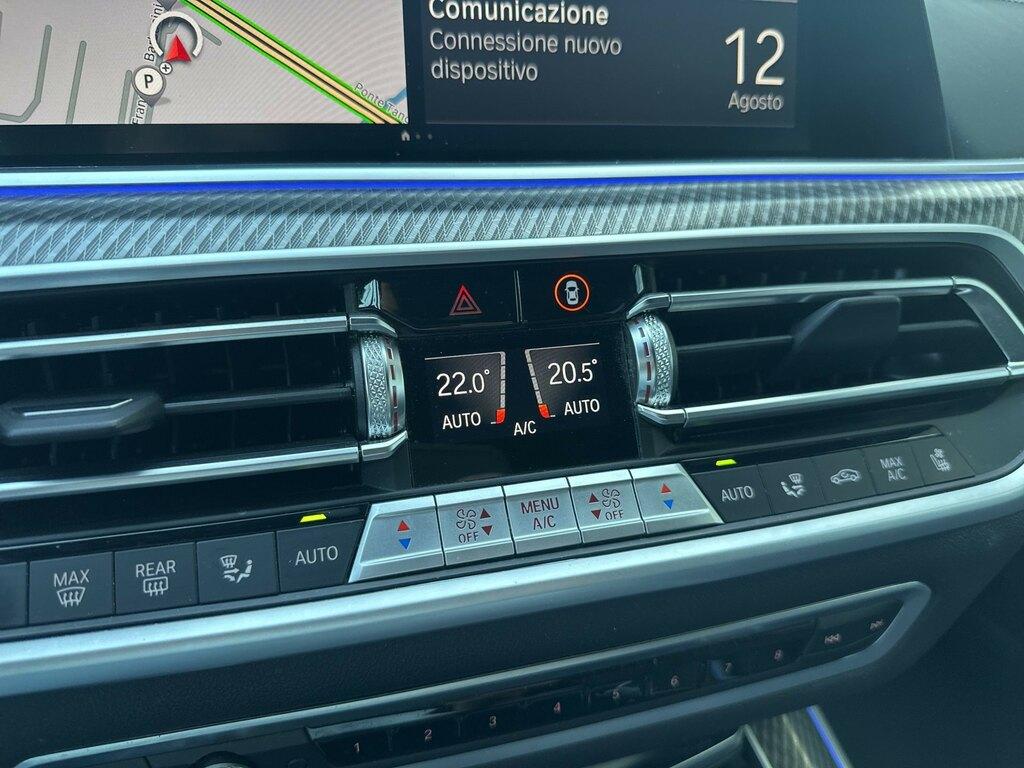 Comunicazione
Connessione nuovo
dispositivo
12
Agosto
P
22.0°
AUTO
20.5°
AUTO
A/C
MAX
REAR
AUTO
OFF
MENU
A/C
OFF
AUTO
MAX
A/C
1 2 3 4 5 6 7 8